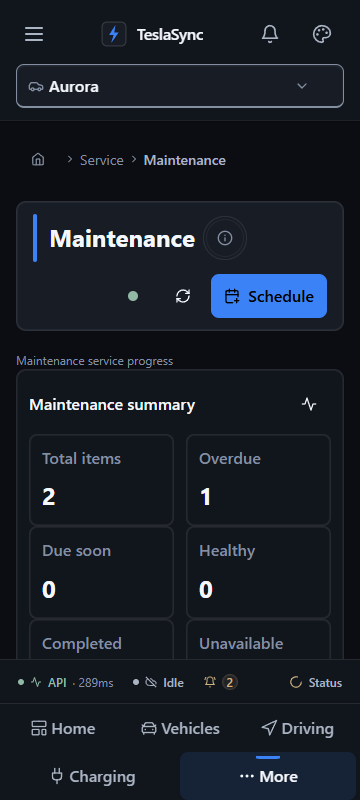 TeslaSync
Aurora
Service Maintenance
Maintenance
Schedule
Maintenance service progress
Maintenance summary
Total items Overdue
2 1
Due soon Healthy
0 0
Completed Unavailable
API · 289ms Idle 2 Status
Home Vehicles Driving
Charging More